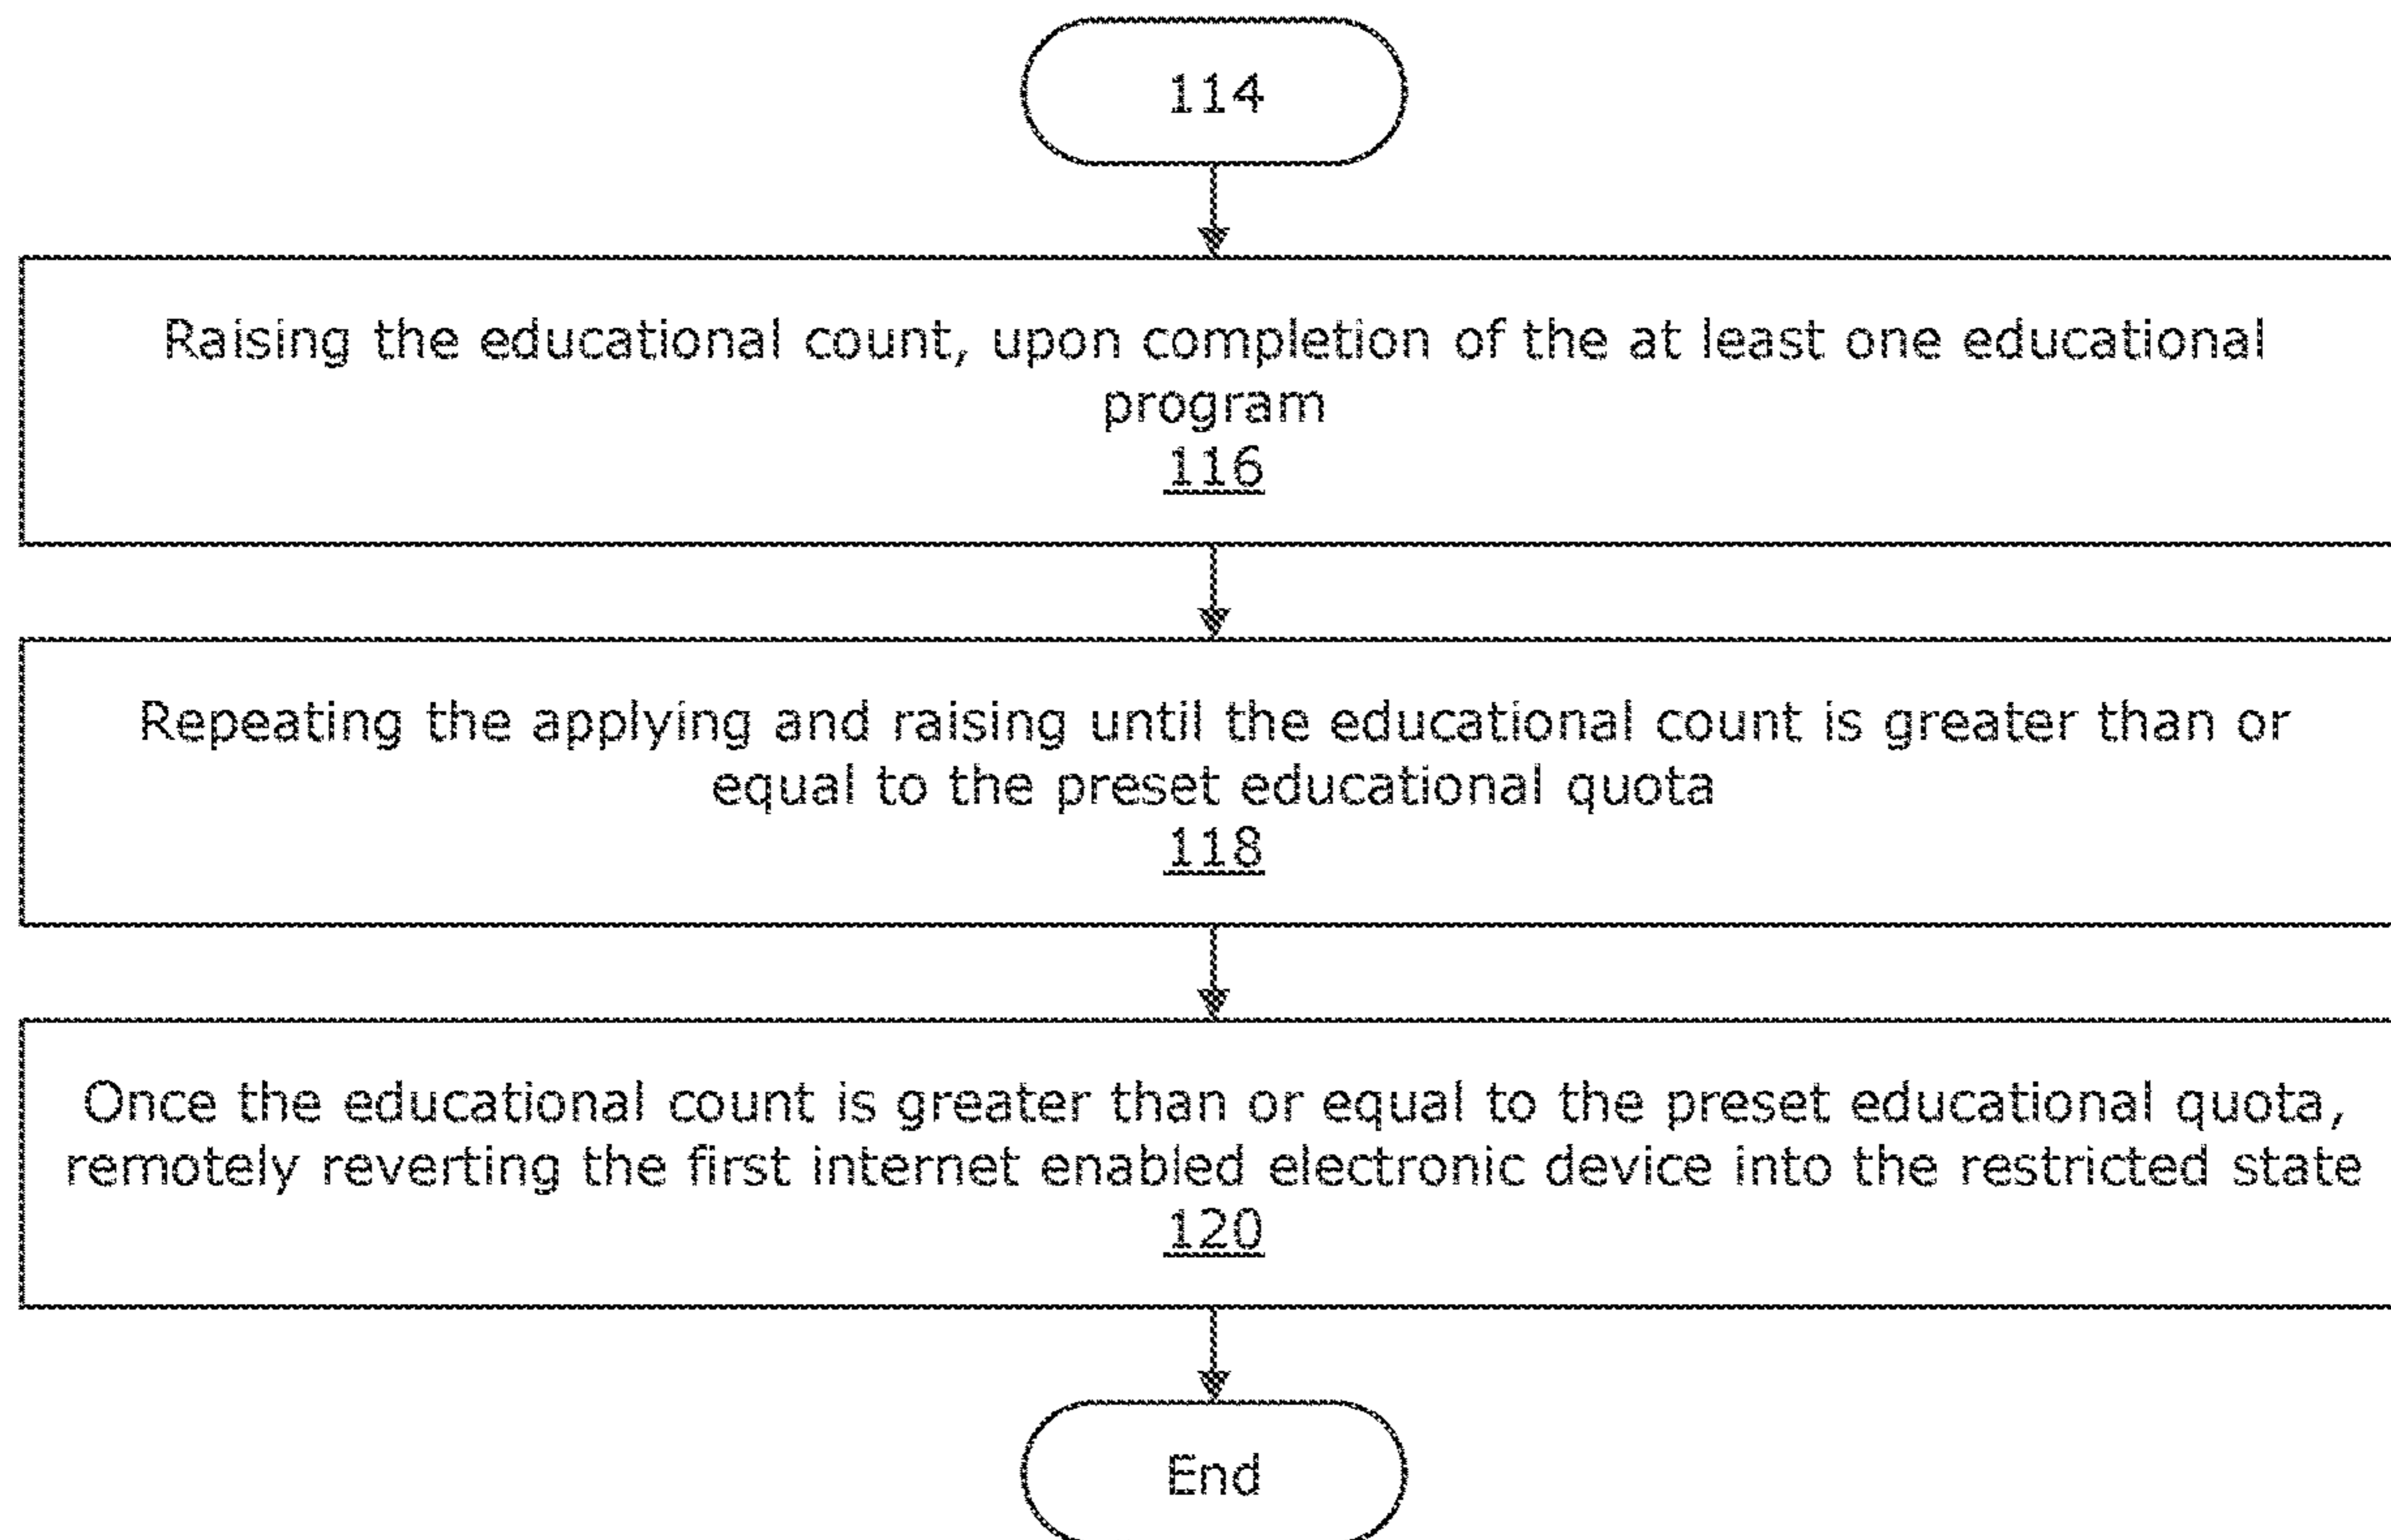 114
Raising the educational count, upon completion of the at least one educational
program
116
Repeating the applying and raising until the educational count is greater than or
equal to the preset educational quota
118
Once the educational count is greater than or equal to the preset educational quota,
remotely reverting the first internet enabled electronic device into the restricted state
120
End